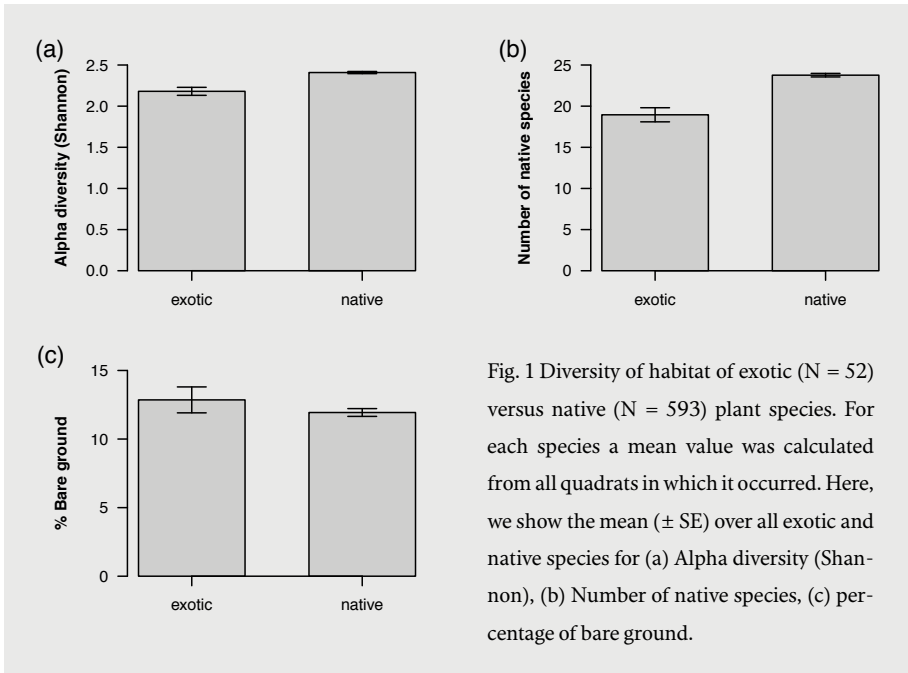 (a)
Alpha diversity (Shannon)
2.5
2.0
1.5
1.0
0.5
0.0
exotic
native
(b)
Number of native species
25
20
15
10
5
0
exotic
native
(c)
% Bare ground
15
10
5
0
exotic
native
Fig. 1 Diversity of habitat of exotic (N = 52)
versus native (N = 593) plant species. For
each species a mean value was calculated
from all quadrats in which it occurred. Here,
we show the mean (± SE) over all exotic and
native species for (a) Alpha diversity (Shan-
non), (b) Number of native species, (c) per-
centage of bare ground.